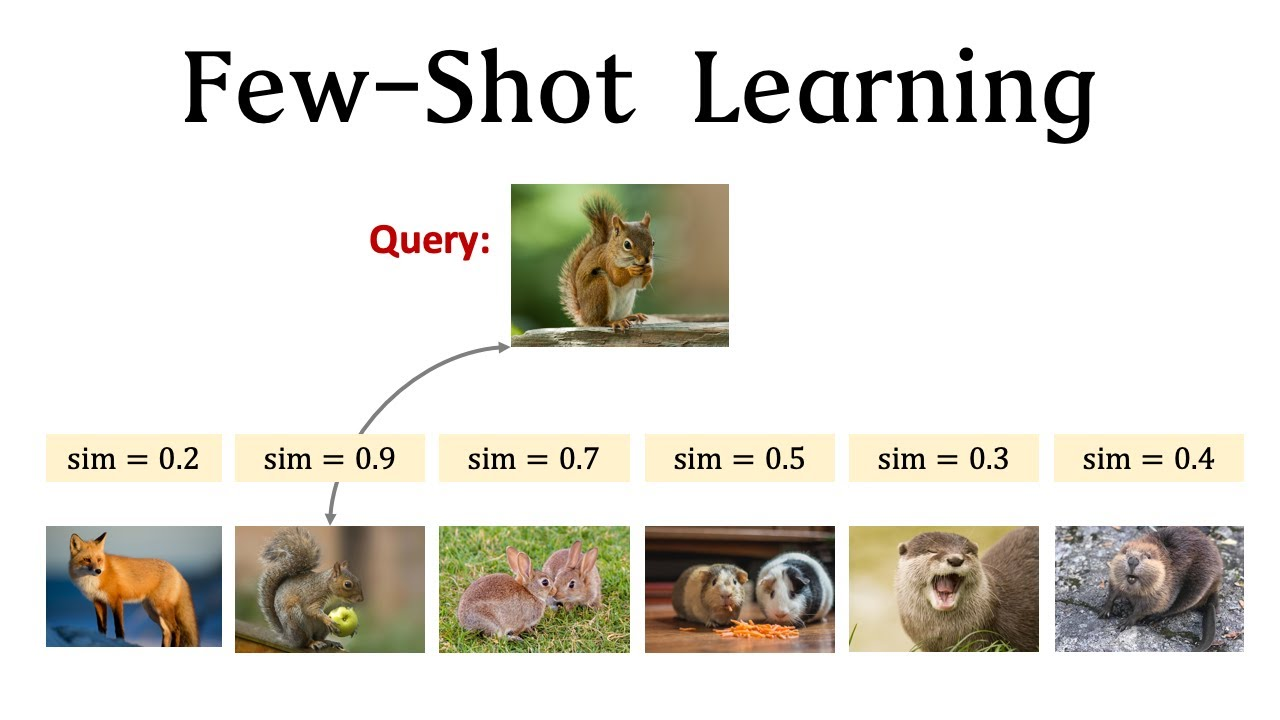 Few-Shot Learning
Query:
sim = 0.2
sim = 0.9
sim = 0.7
sim = 0.5
sim = 0.3
sim = 0.4